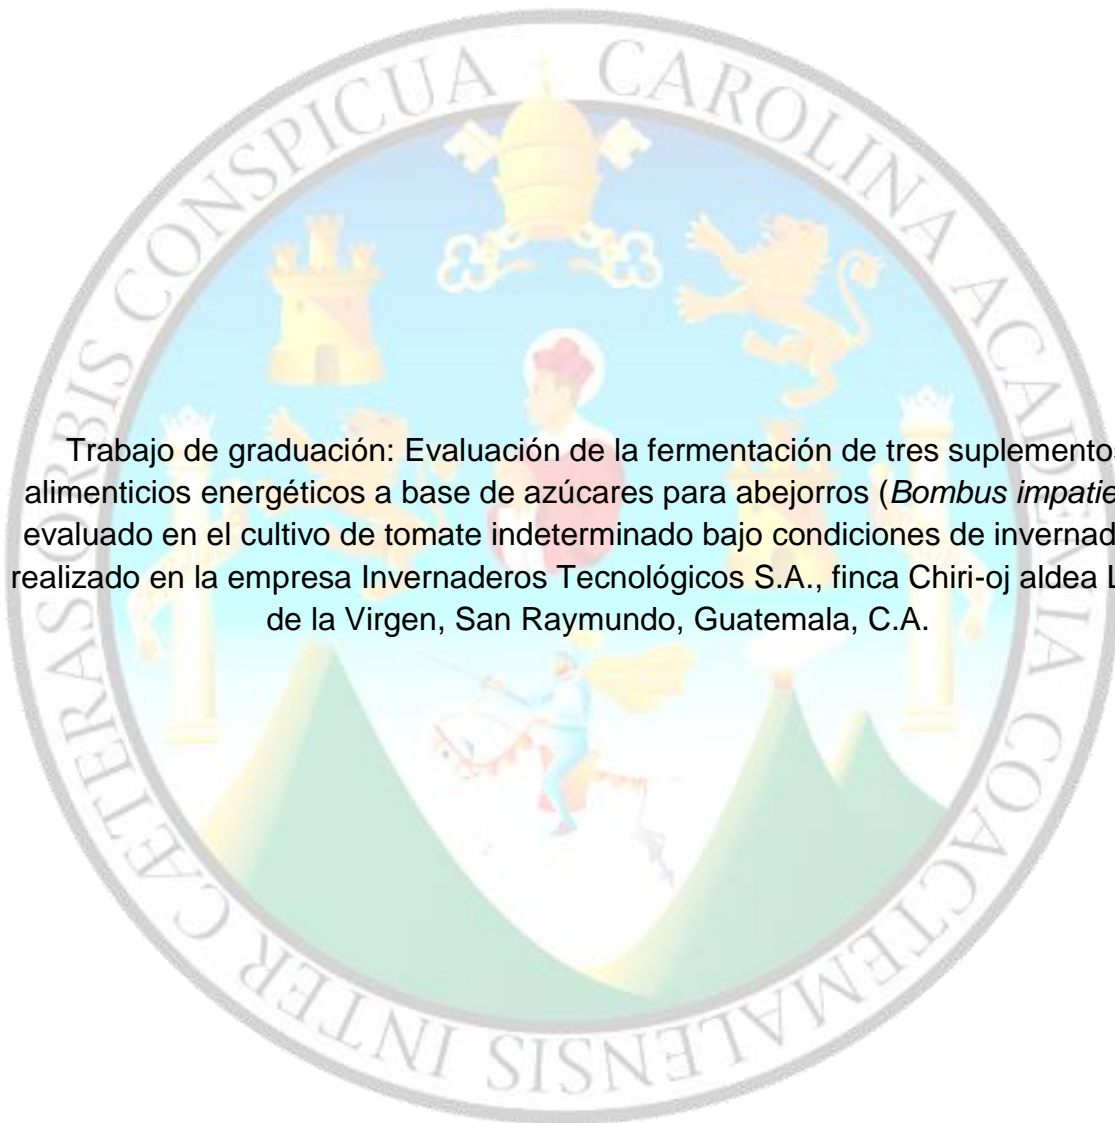 Trabajo de graduación: Evaluación de la fermentación de tres suplementos
alimenticios energéticos a base de azúcares para abejorros (Bombus impatie
evaluado en el cultivo de tomate indeterminado bajo condiciones de invernad
realizado en la empresa Invernaderos Tecnológicos S.A., finca Chiri-oj aldea L
de la Virgen, San Raymundo, Guatemala, C.A.
CAROLINA ACADEMIA COACTEMALENSIS INTER CÆTERAS ORBIS CONSPICUA